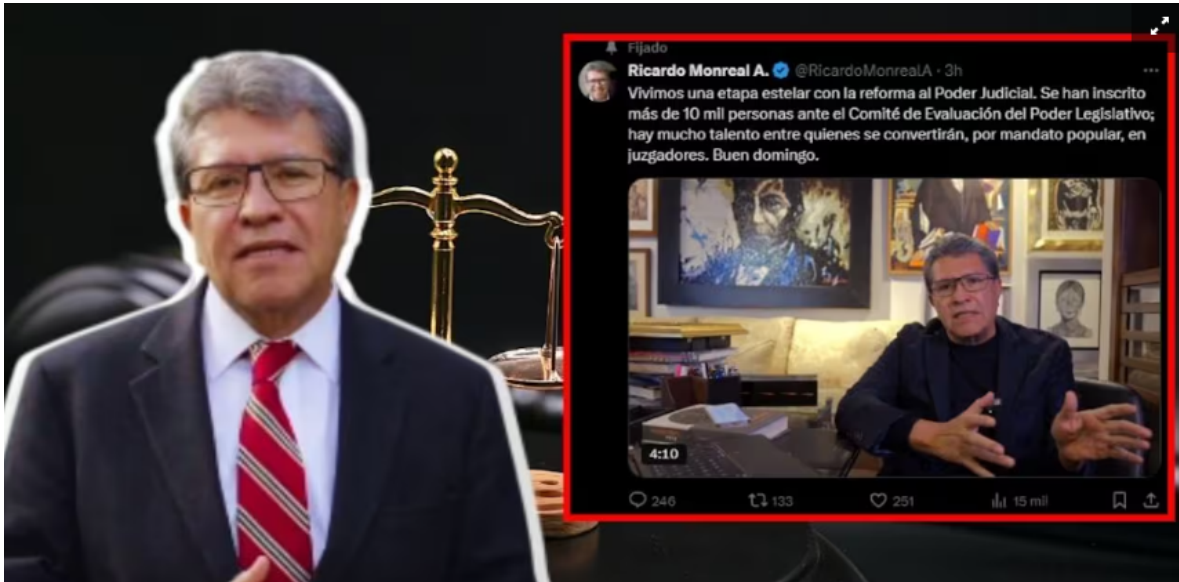 Fijado
Ricardo Monreal A. @RicardoMonrealA · 3h
Vivimos una etapa estelar con la reforma al Poder Judicial. Se han inscrito
más de 10 mil personas ante el Comité de Evaluación del Poder Legislativo;
hay mucho talento entre quienes se convertirán, por mandato popular, en
juzgadores. Buen domingo.
4:10
246 133 251 15 mil